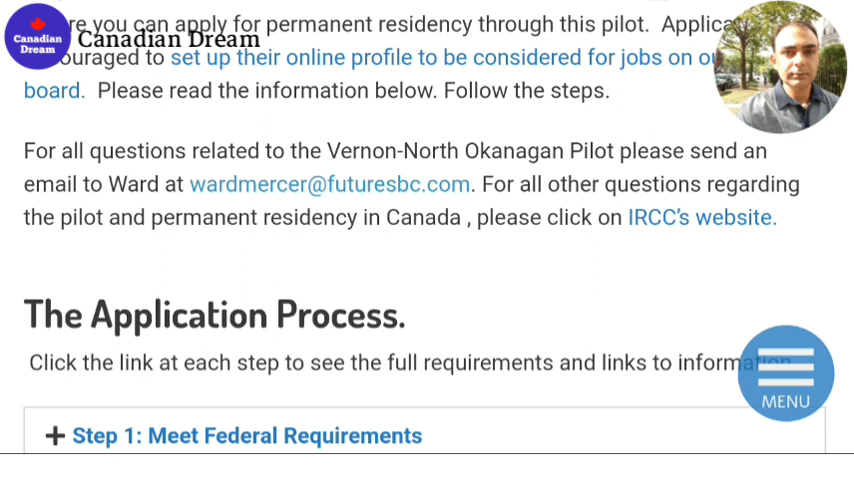 Canadian Dream
Canadian Dream
you can apply for permanent residency through this pilot.
to set up their online profile to be considered for jobs on
board. Please read the information below. Follow the steps.
For all questions related to the Vernon-North Okanagan Pilot please send an
email to Ward at wardmercer@futuresbc.com. For all other questions regarding
the pilot and permanent residency in Canada , please click on IRCC's website.
The Application Process.
Click the link at each step to see the full requirements and links to
MENU
+ Step 1: Meet Federal Requirements